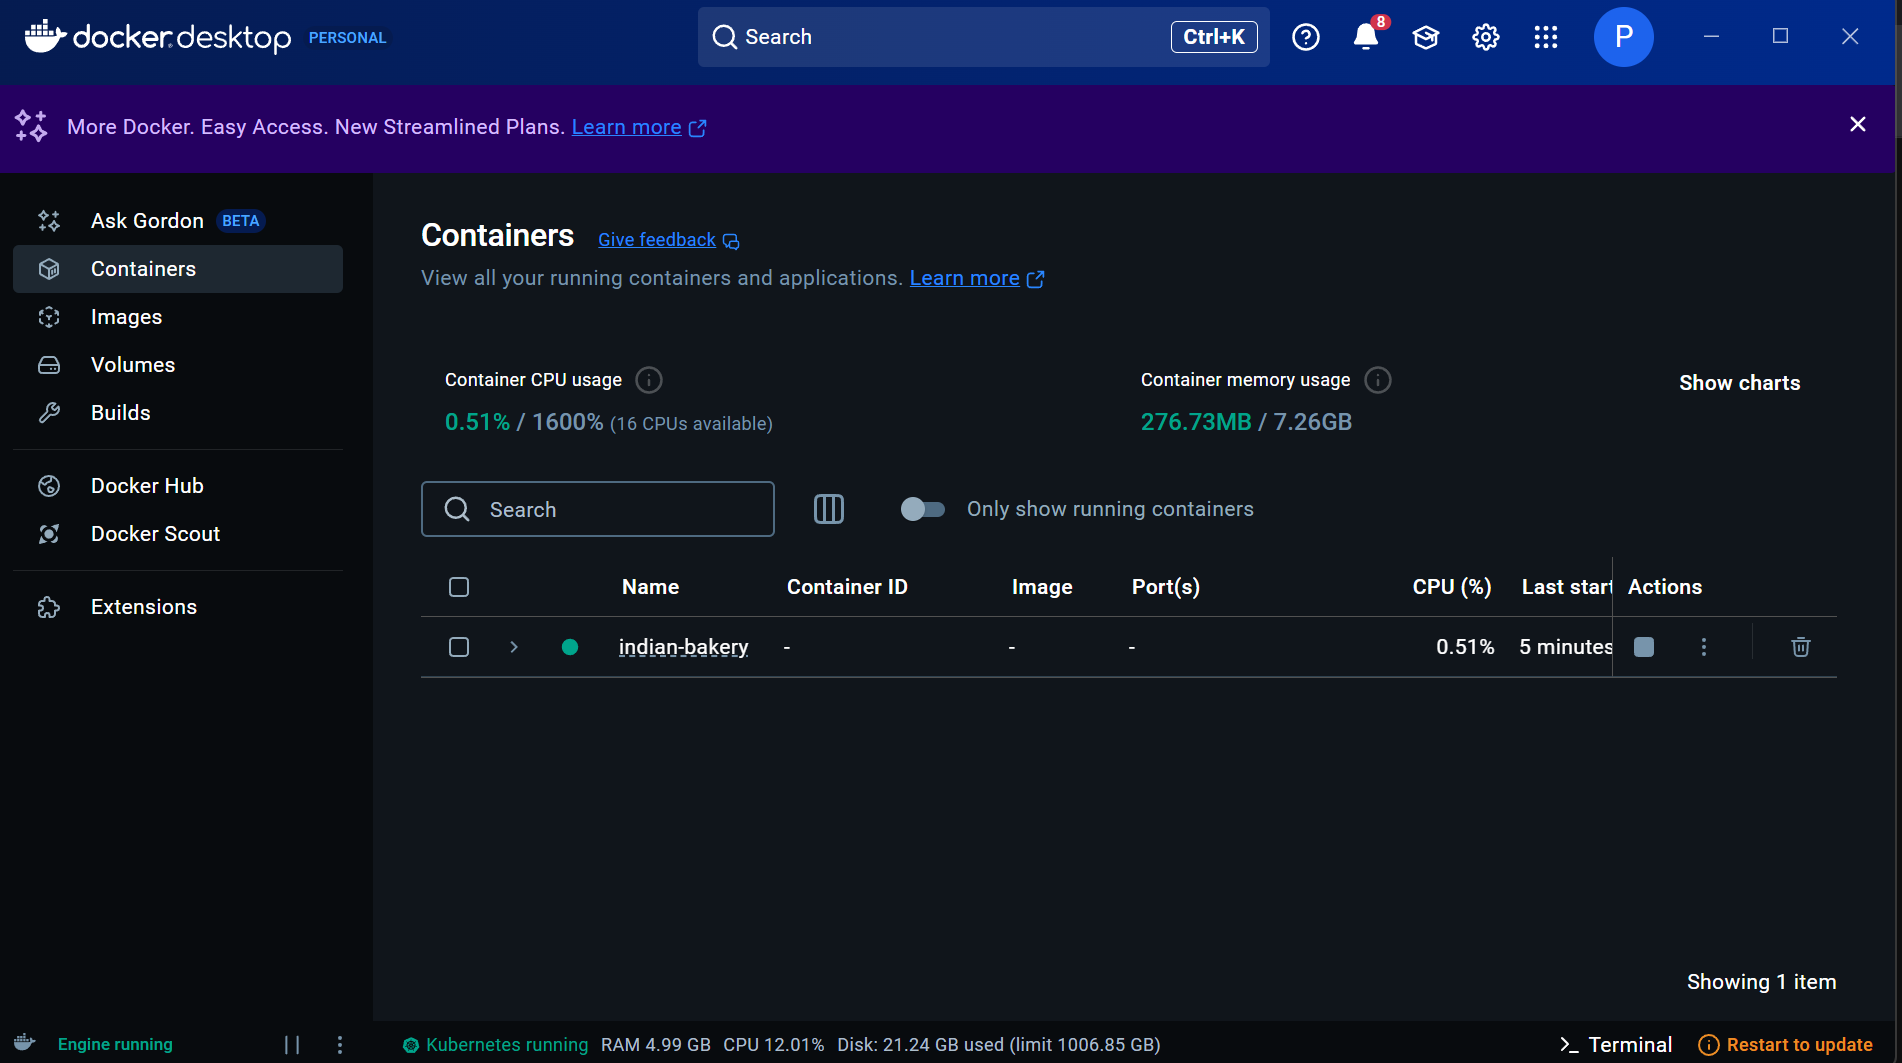 docker desktop PERSONAL
Search Ctrl+K
8
P
More Docker. Easy Access. New Streamlined Plans. Learn more
Ask Gordon BETA
Containers
Images
Volumes
Builds
Docker Hub
Docker Scout
Extensions
Containers Give feedback
View all your running containers and applications. Learn more
Container CPU usage
0.51% / 1600% (16 CPUs available)
Container memory usage
276.73MB / 7.26GB
Show charts
Search
Only show running containers
Name Container ID Image Port(s) CPU (%) Last start Actions
indian-bakery - - - 0.51% 5 minutes
Showing 1 item
Engine running
Kubernetes running RAM 4.99 GB CPU 12.01% Disk: 21.24 GB used (limit 1006.85 GB)
>_ Terminal
Restart to update